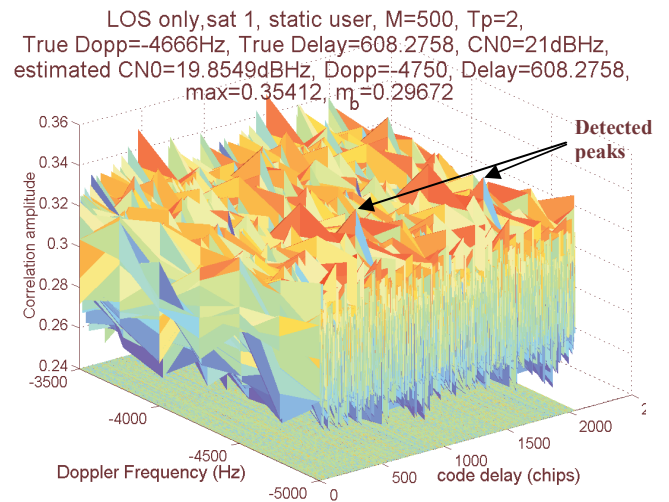 LOS only,sat 1, static user, M=500, Tp=2,
True Dopp=-4666Hz, True Delay=608.2758, CN0=21dBHz,
estimated CN0=19.8549dBHz, Dopp=-4750, Delay=608.2758,
max=0.35412, m_b=0.29672
Detected
peaks
Correlation amplitude
0.36
0.34
0.32
0.3
0.28
0.26
0.24
-3500
-4000
-4500
-5000
Doppler Frequency (Hz)
0
500
1000
1500
2000
code delay (chips)